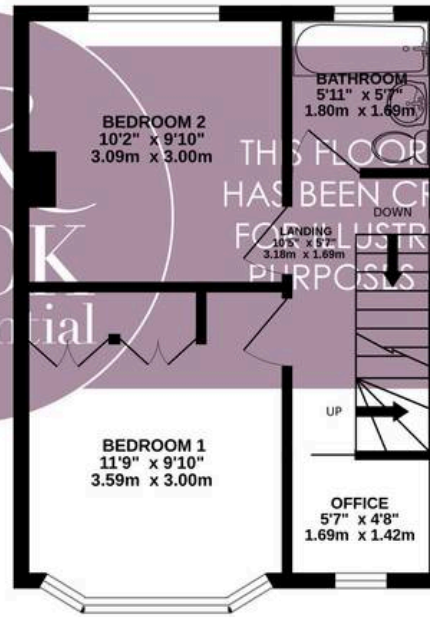 BEDROOM 2
10'2" x 9'10"
3.09m x 3.00m
BATHROOM
5'11" x 5'7"
1.80m x 1.69m
THIS FLOOR
HAS BEEN CR
FOR ILLUSTR
PURPOSES
DOWN
LANDING
10'5" x 5'7"
3.18m x 1.69m
ntial
BEDROOM 1
11'9" x 9'10"
3.59m x 3.00m
UP
OFFICE
5'7" x 4'8"
1.69m x 1.42m